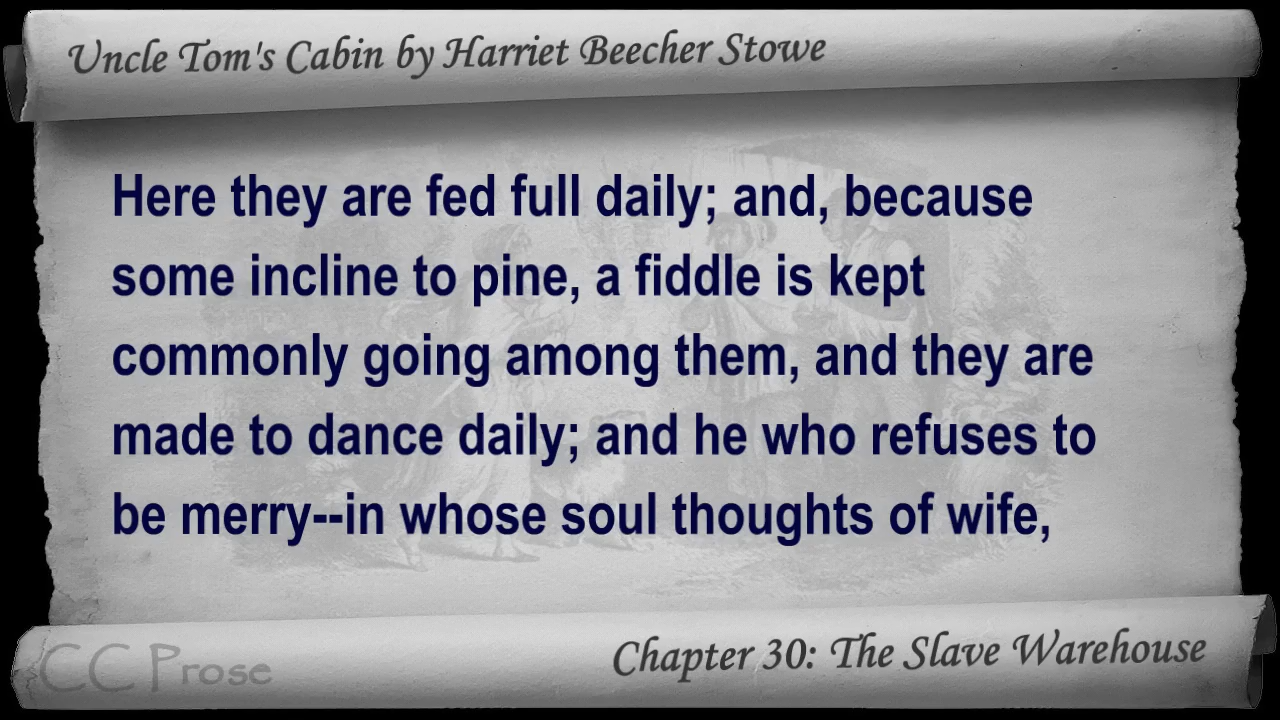 Uncle Tom's Cabin by Harriet Beecher Stowe
Here they are fed full daily; and, because
some incline to pine, a fiddle is kept
commonly going among them, and they are
made to dance daily; and he who refuses to
be merry--in whose soul thoughts of wife,
Chapter 30: The Slave Warehouse
CC Prose